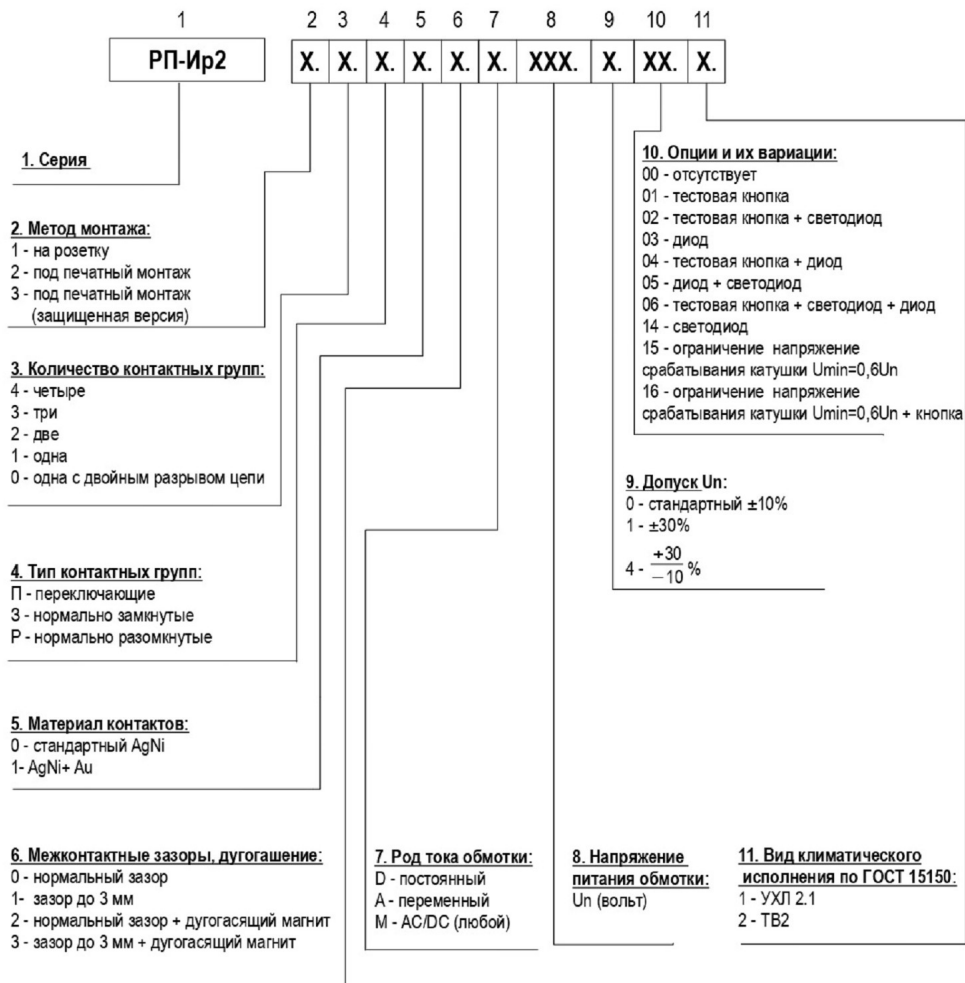 1 2 3 4 5 6 7 8 9 10 11
РП-Ир2 X. X. X. X. X. X. XXX. X. XX. X.
1. Серия
2. Метод монтажа:
1 - на розетку
2 - под печатный монтаж
3 - под печатный монтаж
(защищенная версия)
3. Количество контактных групп:
4 - четыре
3 - три
2 - две
1 - одна
0 - одна с двойным разрывом цепи
4. Тип контактных групп:
П - переключающие
З - нормально замкнутые
Р - нормально разомкнутые
5. Материал контактов:
0 - стандартный AgNi
1- AgNi+ Au
6. Межконтактные зазоры, дугогашение:
0 - нормальный зазор
1- зазор до 3 мм
2 - нормальный зазор + дугогасящий магнит
3 - зазор до 3 мм + дугогасящий магнит
7. Род тока обмотки:
D - постоянный
A - переменный
M - AC/DC (любой)
8. Напряжение
питания обмотки:
Un (вольт)
9. Допуск Un:
0 - стандартный ±10%
1 - ±30%
4 - +30/−10 %
10. Опции и их вариации:
00 - отсутствует
01 - тестовая кнопка
02 - тестовая кнопка + светодиод
03 - диод
04 - тестовая кнопка + диод
05 - диод + светодиод
06 - тестовая кнопка + светодиод + диод
14 - светодиод
15 - ограничение напряжение
срабатывания катушки Umin=0,6Un
16 - ограничение напряжение
срабатывания катушки Umin=0,6Un + кнопка
11. Вид климатического
исполнения по ГОСТ 15150:
1 - УХЛ 2.1
2 - ТВ2